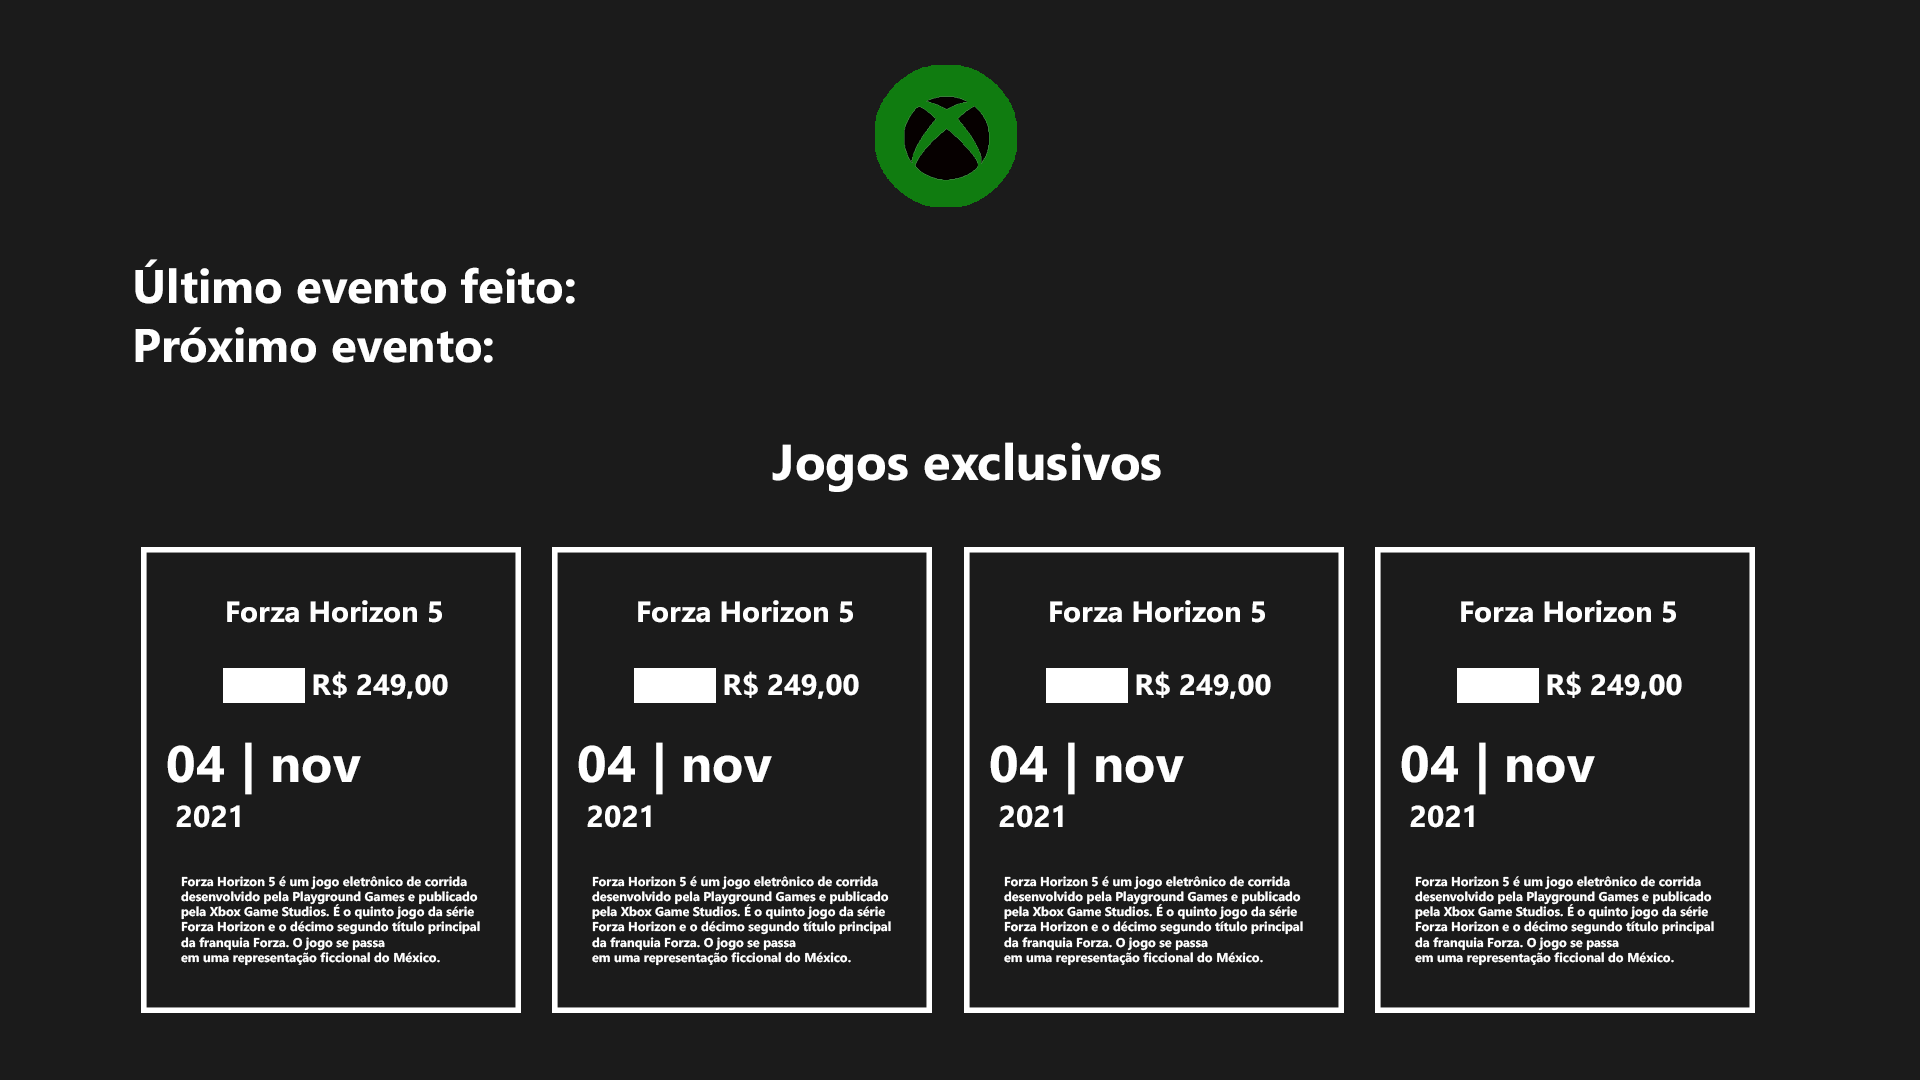 Último evento feito:
Próximo evento:
Jogos exclusivos
Forza Horizon 5
R$ 249,00
04 | nov
2021
Forza Horizon 5 é um jogo eletrônico de corrida
desenvolvido pela Playground Games e publicado
pela Xbox Game Studios. É o quinto jogo da série
Forza Horizon e o décimo segundo título principal
da franquia Forza. O jogo se passa
em uma representação ficcional do México.
Forza Horizon 5
R$ 249,00
04 | nov
2021
Forza Horizon 5 é um jogo eletrônico de corrida
desenvolvido pela Playground Games e publicado
pela Xbox Game Studios. É o quinto jogo da série
Forza Horizon e o décimo segundo título principal
da franquia Forza. O jogo se passa
em uma representação ficcional do México.
Forza Horizon 5
R$ 249,00
04 | nov
2021
Forza Horizon 5 é um jogo eletrônico de corrida
desenvolvido pela Playground Games e publicado
pela Xbox Game Studios. É o quinto jogo da série
Forza Horizon e o décimo segundo título principal
da franquia Forza. O jogo se passa
em uma representação ficcional do México.
Forza Horizon 5
R$ 249,00
04 | nov
2021
Forza Horizon 5 é um jogo eletrônico de corrida
desenvolvido pela Playground Games e publicado
pela Xbox Game Studios. É o quinto jogo da série
Forza Horizon e o décimo segundo título principal
da franquia Forza. O jogo se passa
em uma representação ficcional do México.